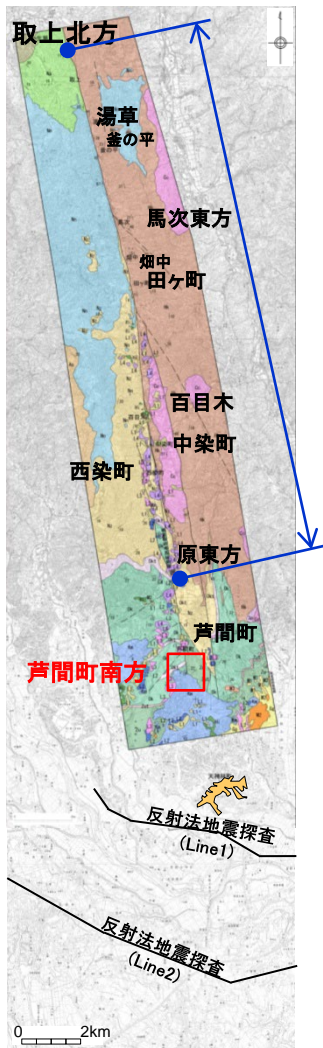 取上北方
湯草
釜の平
馬次東方
畑中
田ヶ町
百目木
中染町
西染町
原東方
芦間町
芦間町南方
反射法地震探査
(Line1)
反射法地震探査
(Line2)
0 2km